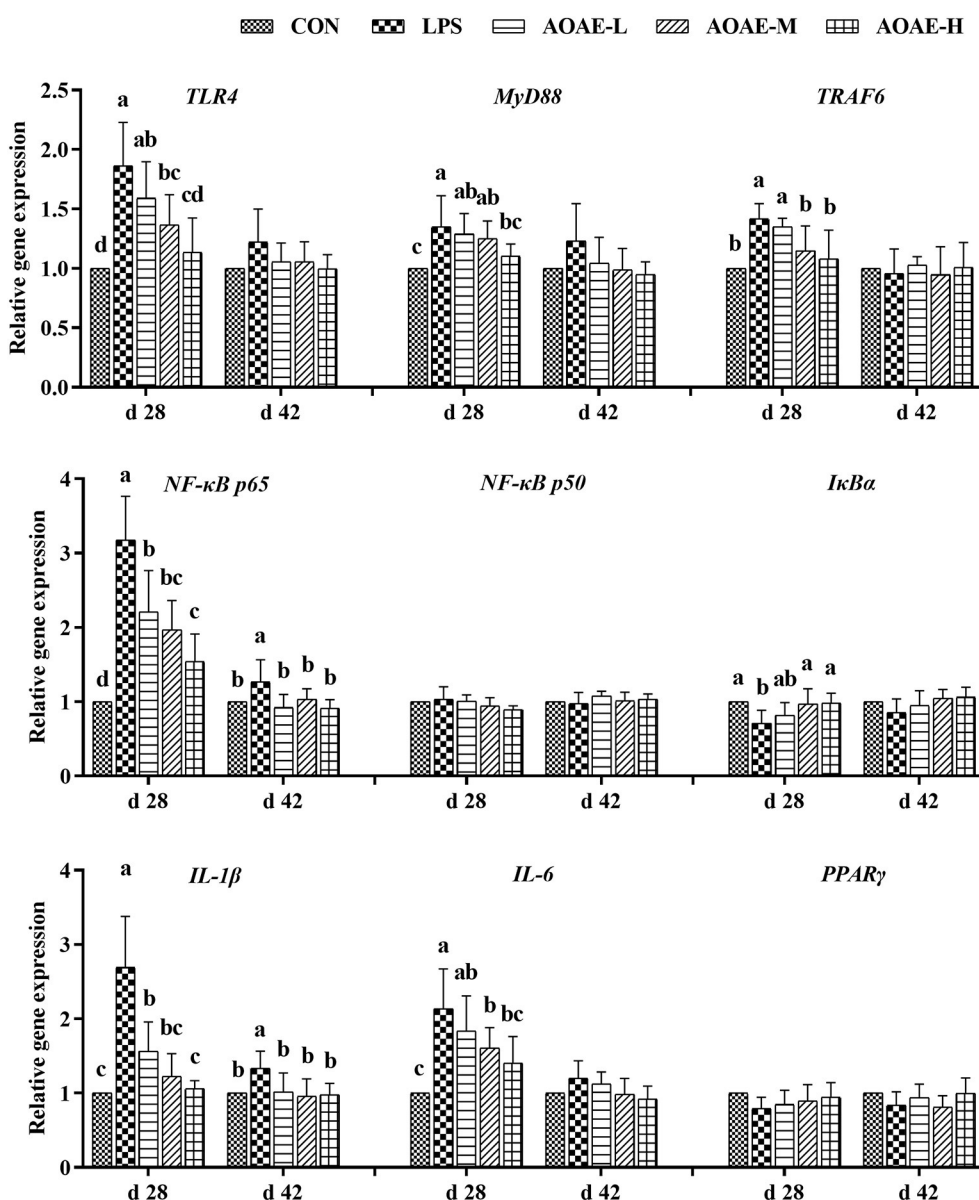 CON LPS AOAE-L AOAE-M AOAE-H
TLR4 MyD88 TRAF6
Relative gene expression
2.5
2.0
1.5
1.0
0.5
0.0
d a ab bc cd
c a ab ab bc
b a a b b
d 28 d 42 d 28 d 42 d 28 d 42
NF-κB p65 NF-κB p50 IκBα
Relative gene expression
4
3
2
1
0
d a b bc c
b a b b b
a b ab a a
d 28 d 42 d 28 d 42 d 28 d 42
IL-1β IL-6 PPARγ
Relative gene expression
4
3
2
1
0
c a b bc c
b a b b b
c a ab b bc
d 28 d 42 d 28 d 42 d 28 d 42